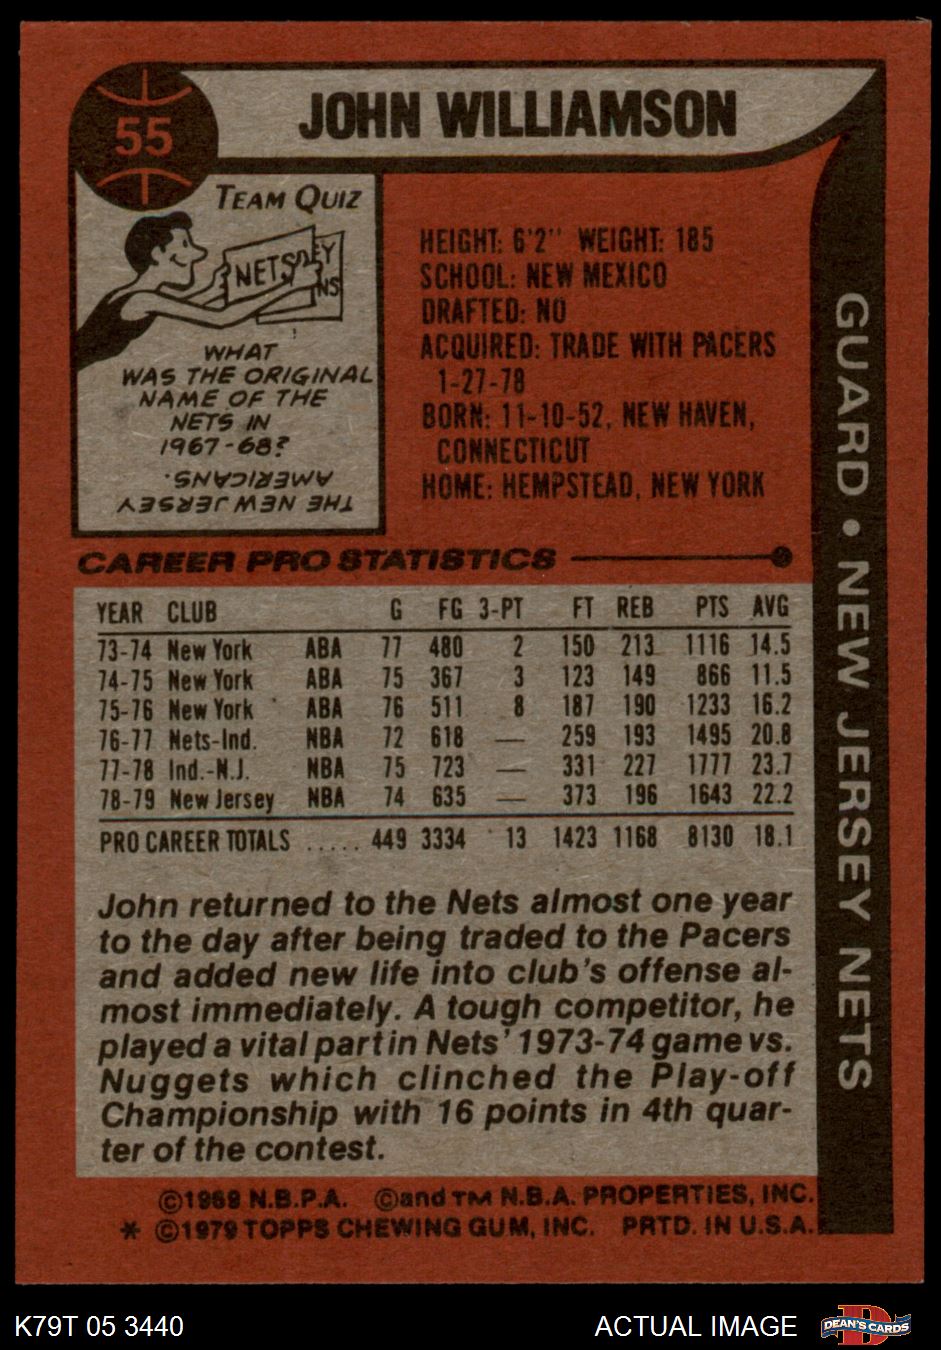 55
JOHN WILLIAMSON
TEAM QUIZ
NETS
WHAT
WAS THE ORIGINAL
NAME OF THE
NETS IN
1967-68?
THE NEW JERSEY
AMERICANS.
HEIGHT: 6'2" WEIGHT: 185
SCHOOL: NEW MEXICO
DRAFTED: NO
ACQUIRED: TRADE WITH PACERS
1-27-78
BORN: 11-10-52, NEW HAVEN,
CONNECTICUT
HOME: HEMPSTEAD, NEW YORK
GUARD • NEW JERSEY NETS
CAREER PRO STATISTICS
YEAR CLUB G FG 3-PT FT REB PTS AVG
73-74 New York ABA 77 480 2 150 213 1116 14.5
74-75 New York ABA 75 367 3 123 149 866 11.5
75-76 New York ABA 76 511 8 187 190 1233 16.2
76-77 Nets-Ind. NBA 72 618 — 259 193 1495 20.8
77-78 Ind.-N.J. NBA 75 723 — 331 227 1777 23.7
78-79 New Jersey NBA 74 635 — 373 196 1643 22.2
PRO CAREER TOTALS ..... 449 3334 13 1423 1168 8130 18.1
John returned to the Nets almost one year
to the day after being traded to the Pacers
and added new life into club's offense al-
most immediately. A tough competitor, he
played a vital part in Nets' 1973-74 game vs.
Nuggets which clinched the Play-off
Championship with 16 points in 4th quar-
ter of the contest.
©1969 N.B.P.A. ©and TM N.B.A. PROPERTIES, INC.
* ©1979 TOPPS CHEWING GUM, INC. PRTD. IN U.S.A.
K79T 05 3440
ACTUAL IMAGE
DEAN'S CARDS